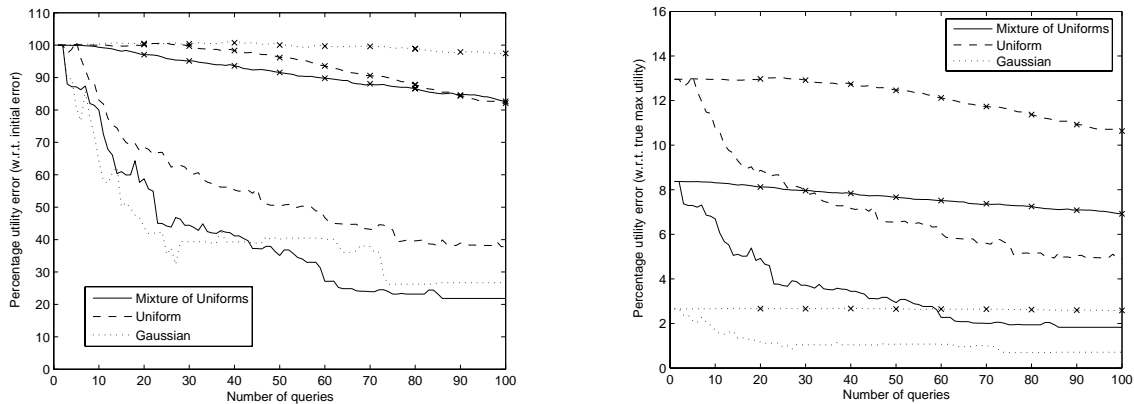 Percentage utility error (w.r.t. initial error)
110
100
90
80
70
60
50
40
30
20
10
0
0 10 20 30 40 50 60 70 80 90 100
Number of queries
Mixture of Uniforms
Uniform
Gaussian
Percentage utility error (w.r.t. true max utility)
16
14
12
10
8
6
4
2
0
0 10 20 30 40 50 60 70 80 90 100
Number of queries
Mixture of Uniforms
Uniform
Gaussian